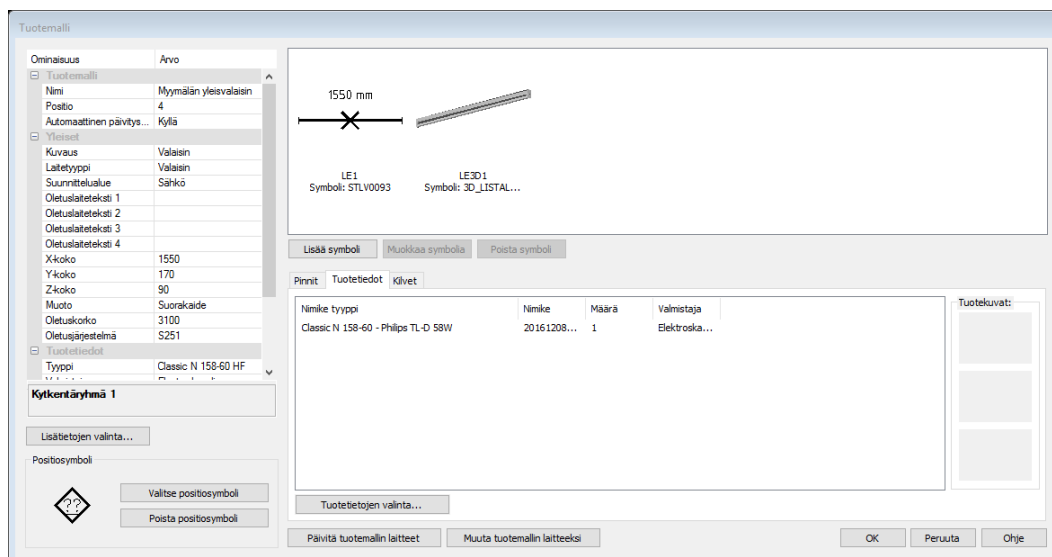 Tuotemalli
Ominaisuus Arvo
Tuotemalli
Nimi Myymälän yleisvalaisin
Positio 4
Automaattinen päivitys... Kyllä
Yleiset
Kuvaus Valaisin
Laitetyyppi Valaisin
Suunnittelualue Sähkö
Oletuslaiteteksti 1
Oletuslaiteteksti 2
Oletuslaiteteksti 3
Oletuslaiteteksti 4
X-koko 1550
Y-koko 170
Z-koko 90
Muoto Suorakaide
Oletuskorko 3100
Oletusjärjestelmä S251
Tuotetiedot
Tyyppi Classic N 158-60 HF
Kytkentäryhmä 1
Lisätietojen valinta...
Positiosymboli
??
Valitse positiosymboli
Poista positiosymboli
1550 mm
LE1 LE3D1
Symboli: STLV0093 Symboli: 3D_LISTAL...
Lisää symboli Muokkaa symbolia Poista symboli
Pinnit Tuotetiedot Kilvet
Nimike tyyppi Nimike Määrä Valmistaja
Classic N 158-60 - Philips TL-D 58W 20161208... 1 Elektroska...
Tuotekuvat:
Tuotetietojen valinta...
Päivitä tuotemallin laitteet Muuta tuotemallin laitteeksi OK Peruuta Ohje